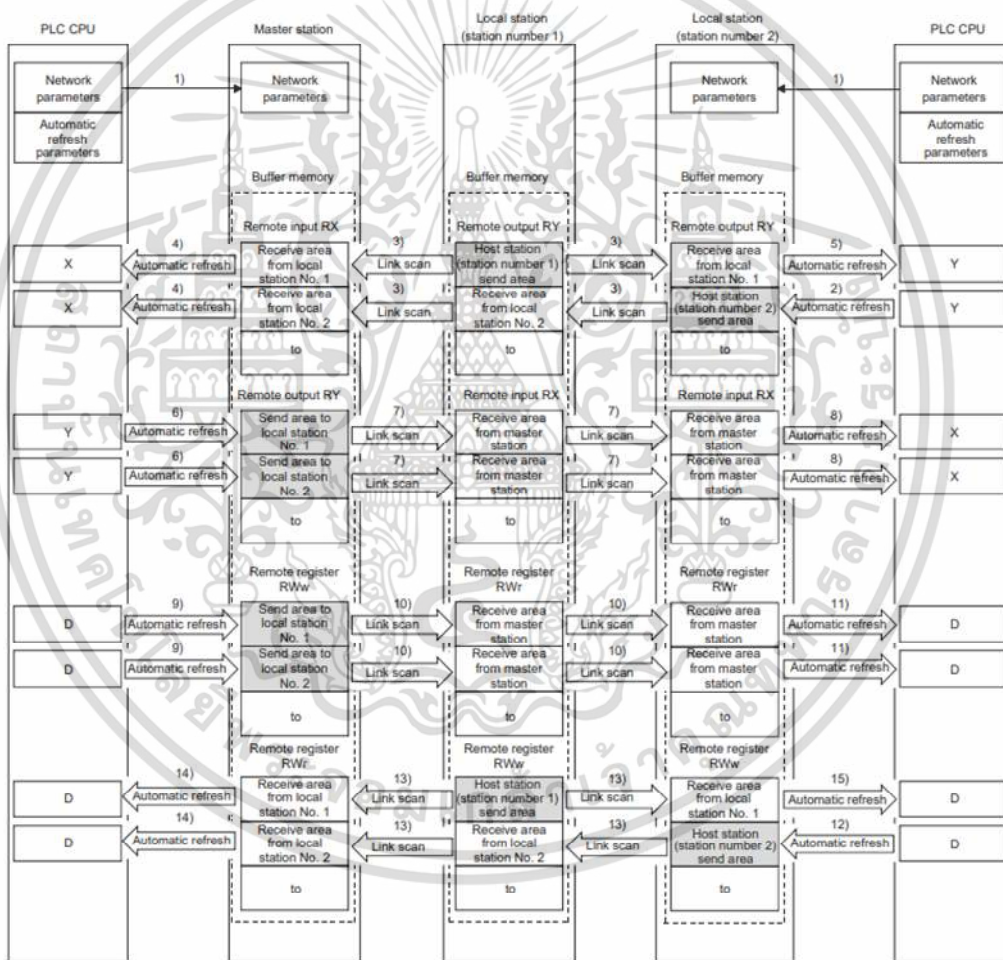 PLC CPU
Master station
Local station
(station number 1)
Local station
(station number 2)
PLC CPU
Network
parameters
1)
Network
parameters
Network
parameters
1)
Network
parameters
Automatic
refresh
parameters
Automatic
refresh
parameters
Buffer memory
Buffer memory
Buffer memory
Remote input RX
Remote output RY
Remote output RY
X
4)
Automatic refresh
Receive area
from local
station No. 1
3)
Link scan
Host station
(station number 1)
send area
3)
Link scan
Receive area
from local
station No. 1
5)
Automatic refresh
Y
X
4)
Automatic refresh
Receive area
from local
station No. 2
3)
Link scan
Receive area
from local
station No. 2
3)
Link scan
Host station
(station number 2)
send area
2)
Automatic refresh
Y
to
to
to
Remote output RY
Remote input RX
Remote input RX
Y
6)
Automatic refresh
Send area to
local station
No. 1
7)
Link scan
Receive area
from master
station
7)
Link scan
Receive area
from master
station
8)
Automatic refresh
X
Y
6)
Automatic refresh
Send area to
local station
No. 2
7)
Link scan
Receive area
from master
station
7)
Link scan
Receive area
from master
station
8)
Automatic refresh
X
to
to
to
Remote register
RWw
Remote register
RWr
Remote register
RWr
D
9)
Automatic refresh
Send area to
local station
No. 1
10)
Link scan
Receive area
from master
station
10)
Link scan
Receive area
from master
station
11)
Automatic refresh
D
D
9)
Automatic refresh
Send area to
local station
No. 2
10)
Link scan
Receive area
from master
station
10)
Link scan
Receive area
from master
station
11)
Automatic refresh
D
to
to
to
Remote register
RWr
Remote register
RWw
Remote register
RWw
D
14)
Automatic refresh
Receive area
from local
station No. 1
13)
Link scan
Host station
(station number 1)
send area
13)
Link scan
Receive area
from local
station No. 1
15)
Automatic refresh
D
D
14)
Automatic refresh
Receive area
from local
station No. 2
13)
Link scan
Receive area
from local
station No. 2
13)
Link scan
Host station
(station number 2)
send area
12)
Automatic refresh
D
to
to
to